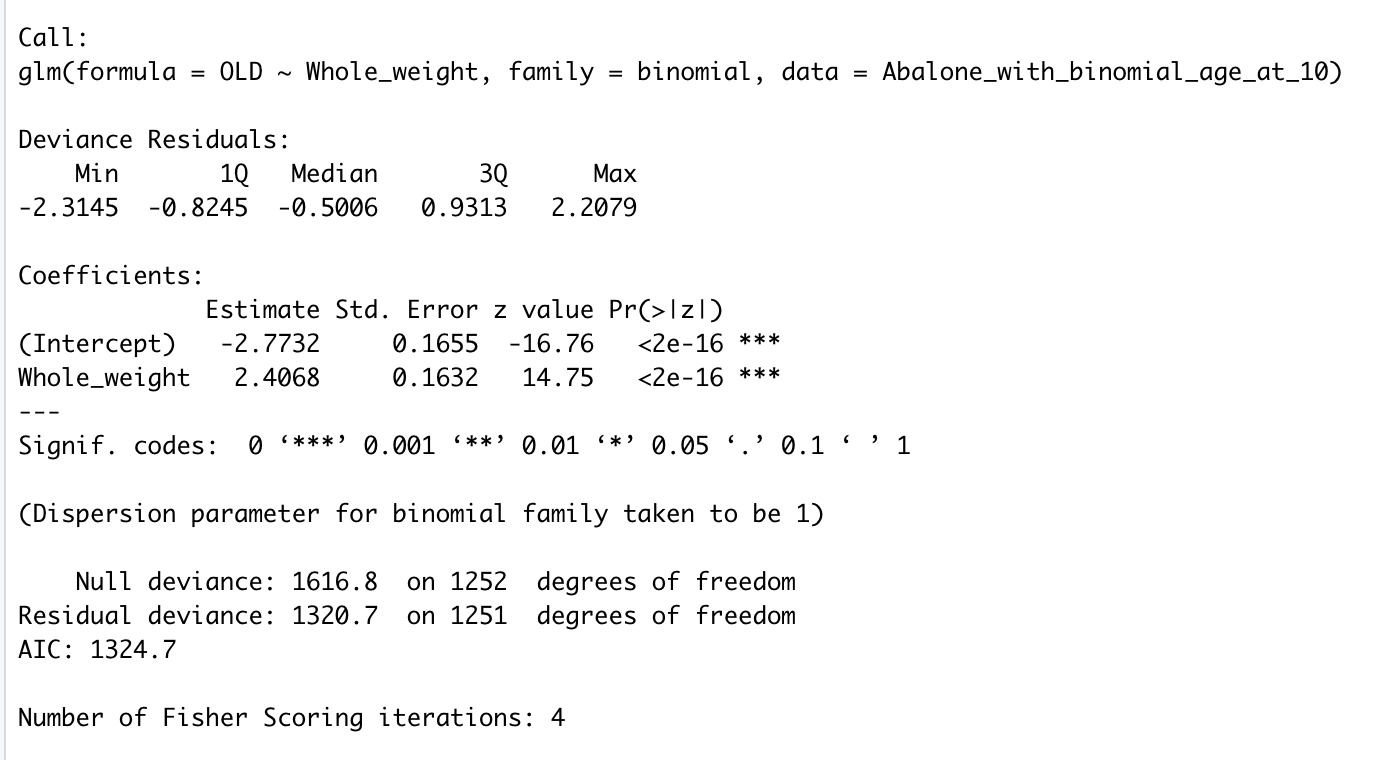 Call:
glm(formula = OLD ~ Whole_weight, family = binomial, data = Abalone_with_binomial_age_at_10)
Deviance Residuals:
Min 1Q Median 3Q Max
-2.3145 -0.8245 -0.5006 0.9313 2.2079
Coefficients:
Estimate Std. Error z value Pr(>|z|)
(Intercept) -2.7732 0.1655 -16.76 <2e-16 ***
Whole_weight 2.4068 0.1632 14.75 <2e-16 ***
---
Signif. codes: 0 ‘***’ 0.001 ‘**’ 0.01 ‘*’ 0.05 ‘.’ 0.1 ‘ ’ 1
(Dispersion parameter for binomial family taken to be 1)
Null deviance: 1616.8 on 1252 degrees of freedom
Residual deviance: 1320.7 on 1251 degrees of freedom
AIC: 1324.7
Number of Fisher Scoring iterations: 4